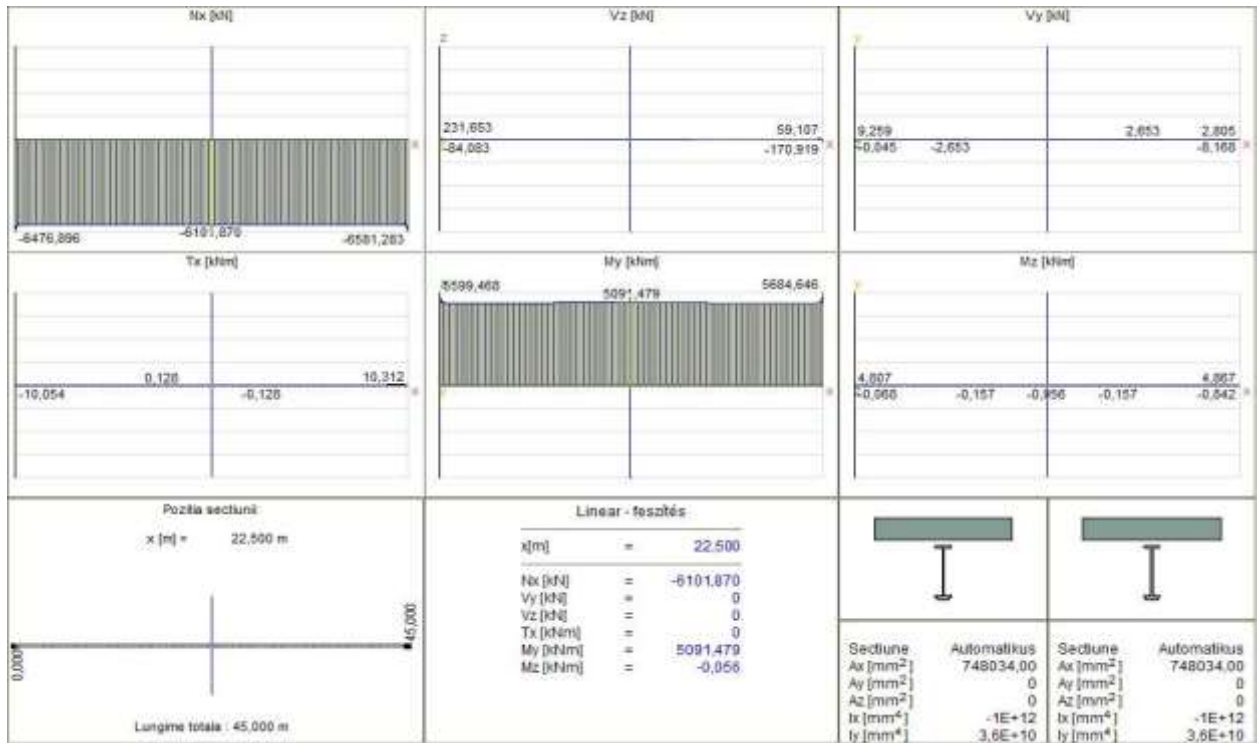 Nx [kN]
-6476,896
-6101,870
-6581,283
x
Vz [kN]
z
231,653
59,107
-84,083
-170,919
x
Vy [kN]
y
9,259
2,653
2,805
-0,045
-2,653
-8,168
x
Tx [kNm]
0,128
10,312
-10,054
-0,128
x
My [kNm]
5599,468
5091,479
5684,646
x
Mz [kNm]
y
4,807
4,867
-0,068
-0,157
-0,056
-0,157
-0,842
x
Pozitia sectiunii
x [m] = 22,500 m
0,000
45,000
Lungime totala : 45,000 m
Linear - feszítés
x[m] = 22,500
Nx [kN] = -6101,870
Vy [kN] = 0
Vz [kN] = 0
Tx [kNm] = 0
My [kNm] = 5091,479
Mz [kNm] = -0,056
Sectiune Automatikus
Ax [mm2] 748034,00
Ay [mm2] 0
Az [mm2] 0
Ix [mm4] -1E+12
Iy [mm4] 3,6E+10
Sectiune Automatikus
Ax [mm2] 748034,00
Ay [mm2] 0
Az [mm2] 0
Ix [mm4] -1E+12
Iy [mm4] 3,6E+10